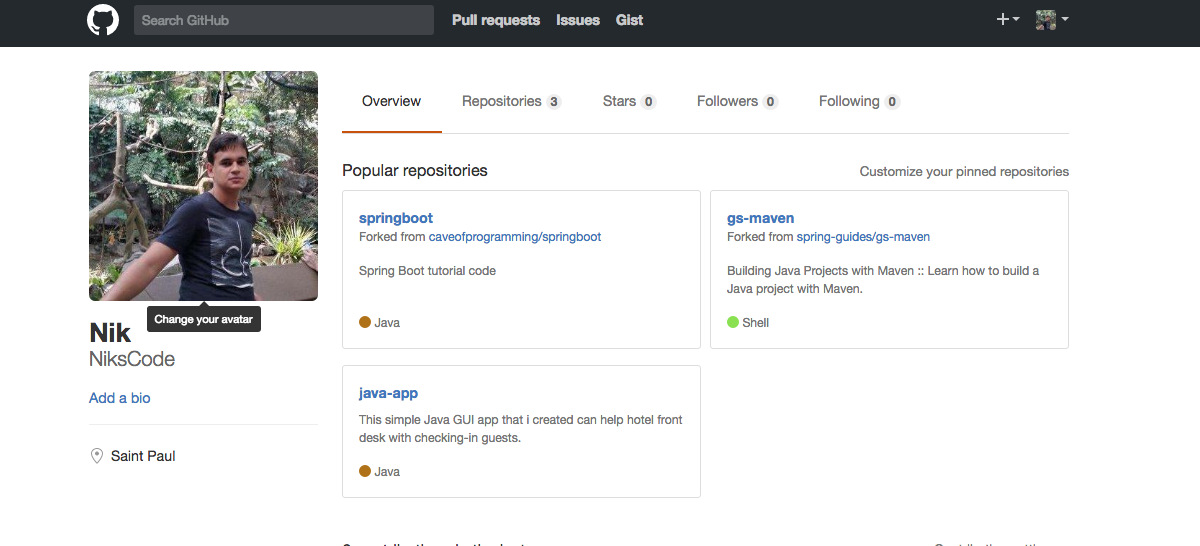 Search GitHub
Pull requests
Issues
Gist
Overview
Repositories 3
Stars 0
Followers 0
Following 0
Change your avatar
Nik
NiksCode
Add a bio
Saint Paul
Popular repositories
Customize your pinned repositories
springboot
Forked from caveofprogramming/springboot
Spring Boot tutorial code
Java
gs-maven
Forked from spring-guides/gs-maven
Building Java Projects with Maven :: Learn how to build a
Java project with Maven.
Shell
java-app
This simple Java GUI app that i created can help hotel front
desk with checking-in guests.
Java